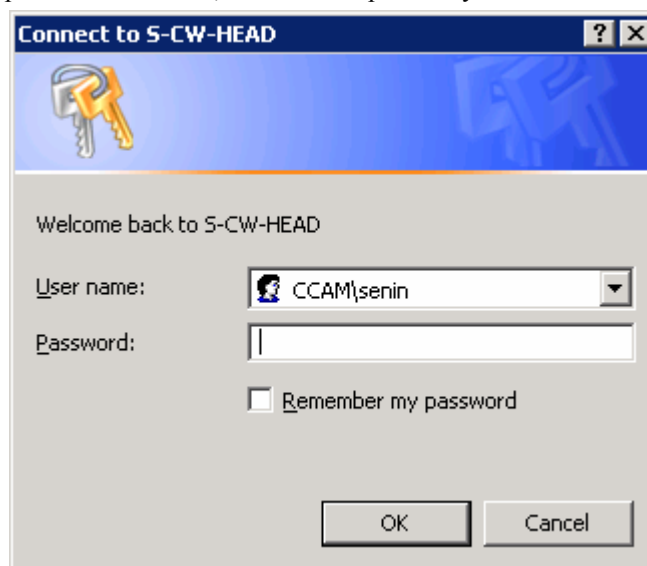 Connect to S-CW-HEAD
Welcome back to S-CW-HEAD
User name: CCAM\senin
Password:
Remember my password
OK Cancel